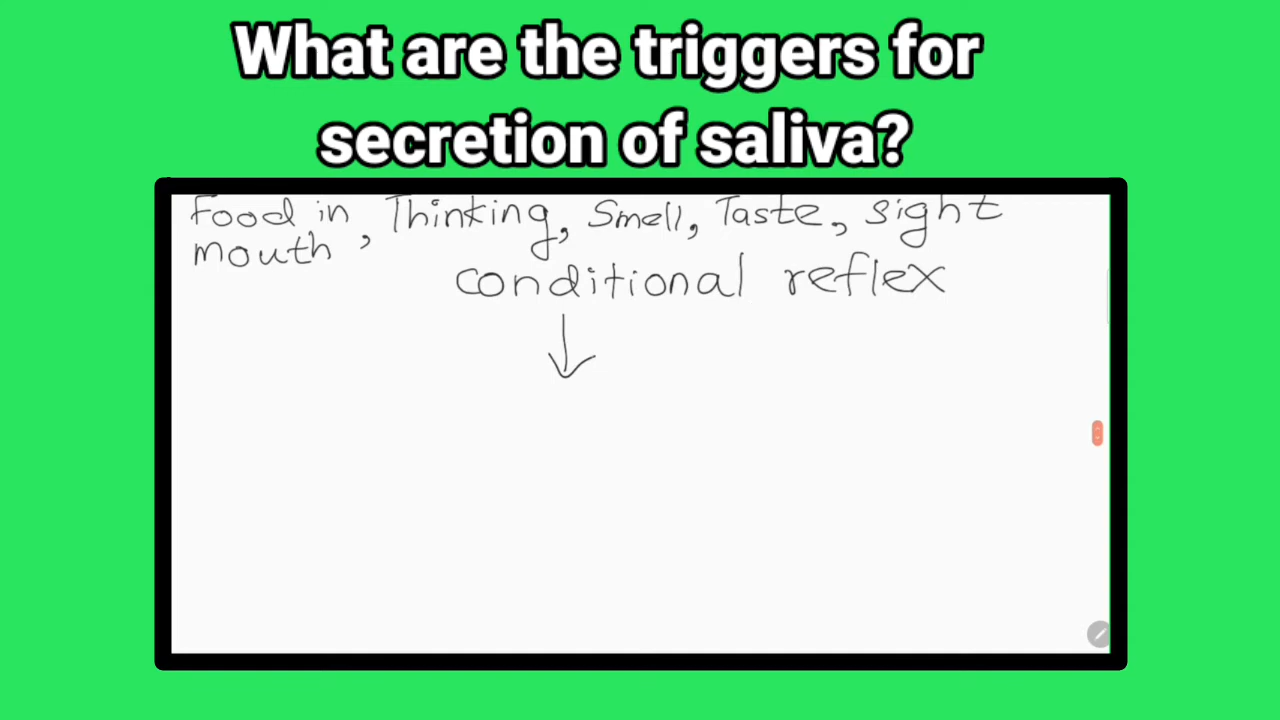 What are the triggers for
secretion of saliva?
Food in , Thinking, Smell, Taste, sight
mouth
conditional reflex